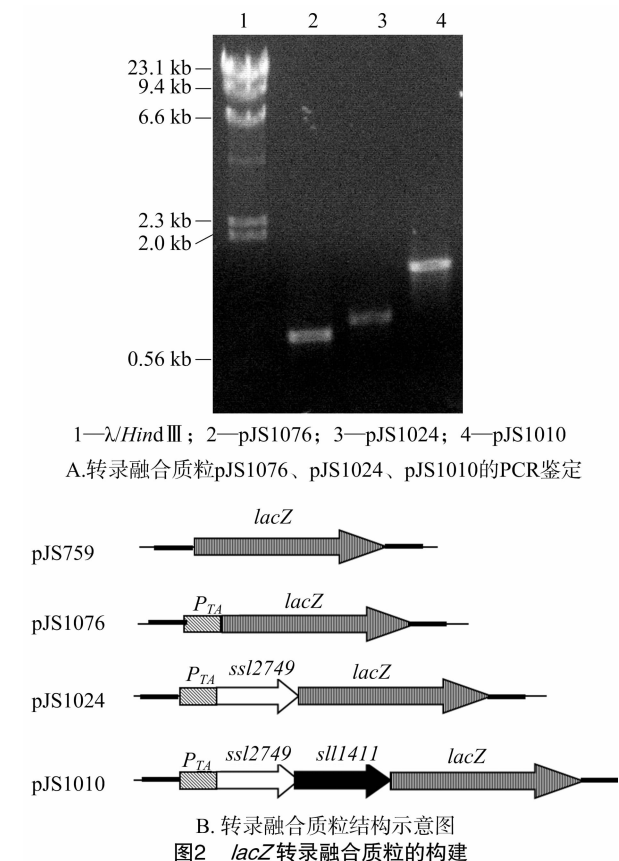 1 2 3 4
23.1 kb
9.4 kb
6.6 kb
2.3 kb
2.0 kb
0.56 kb
1—λ/HindⅢ；2—pJS1076；3—pJS1024；4—pJS1010
A.转录融合质粒pJS1076、pJS1024、pJS1010的PCR鉴定
lacZ
pJS759
PTA lacZ
pJS1076
PTA ssl2749 lacZ
pJS1024
PTA ssl2749 sll1411 lacZ
pJS1010
B. 转录融合质粒结构示意图
图2 lacZ转录融合质粒的构建